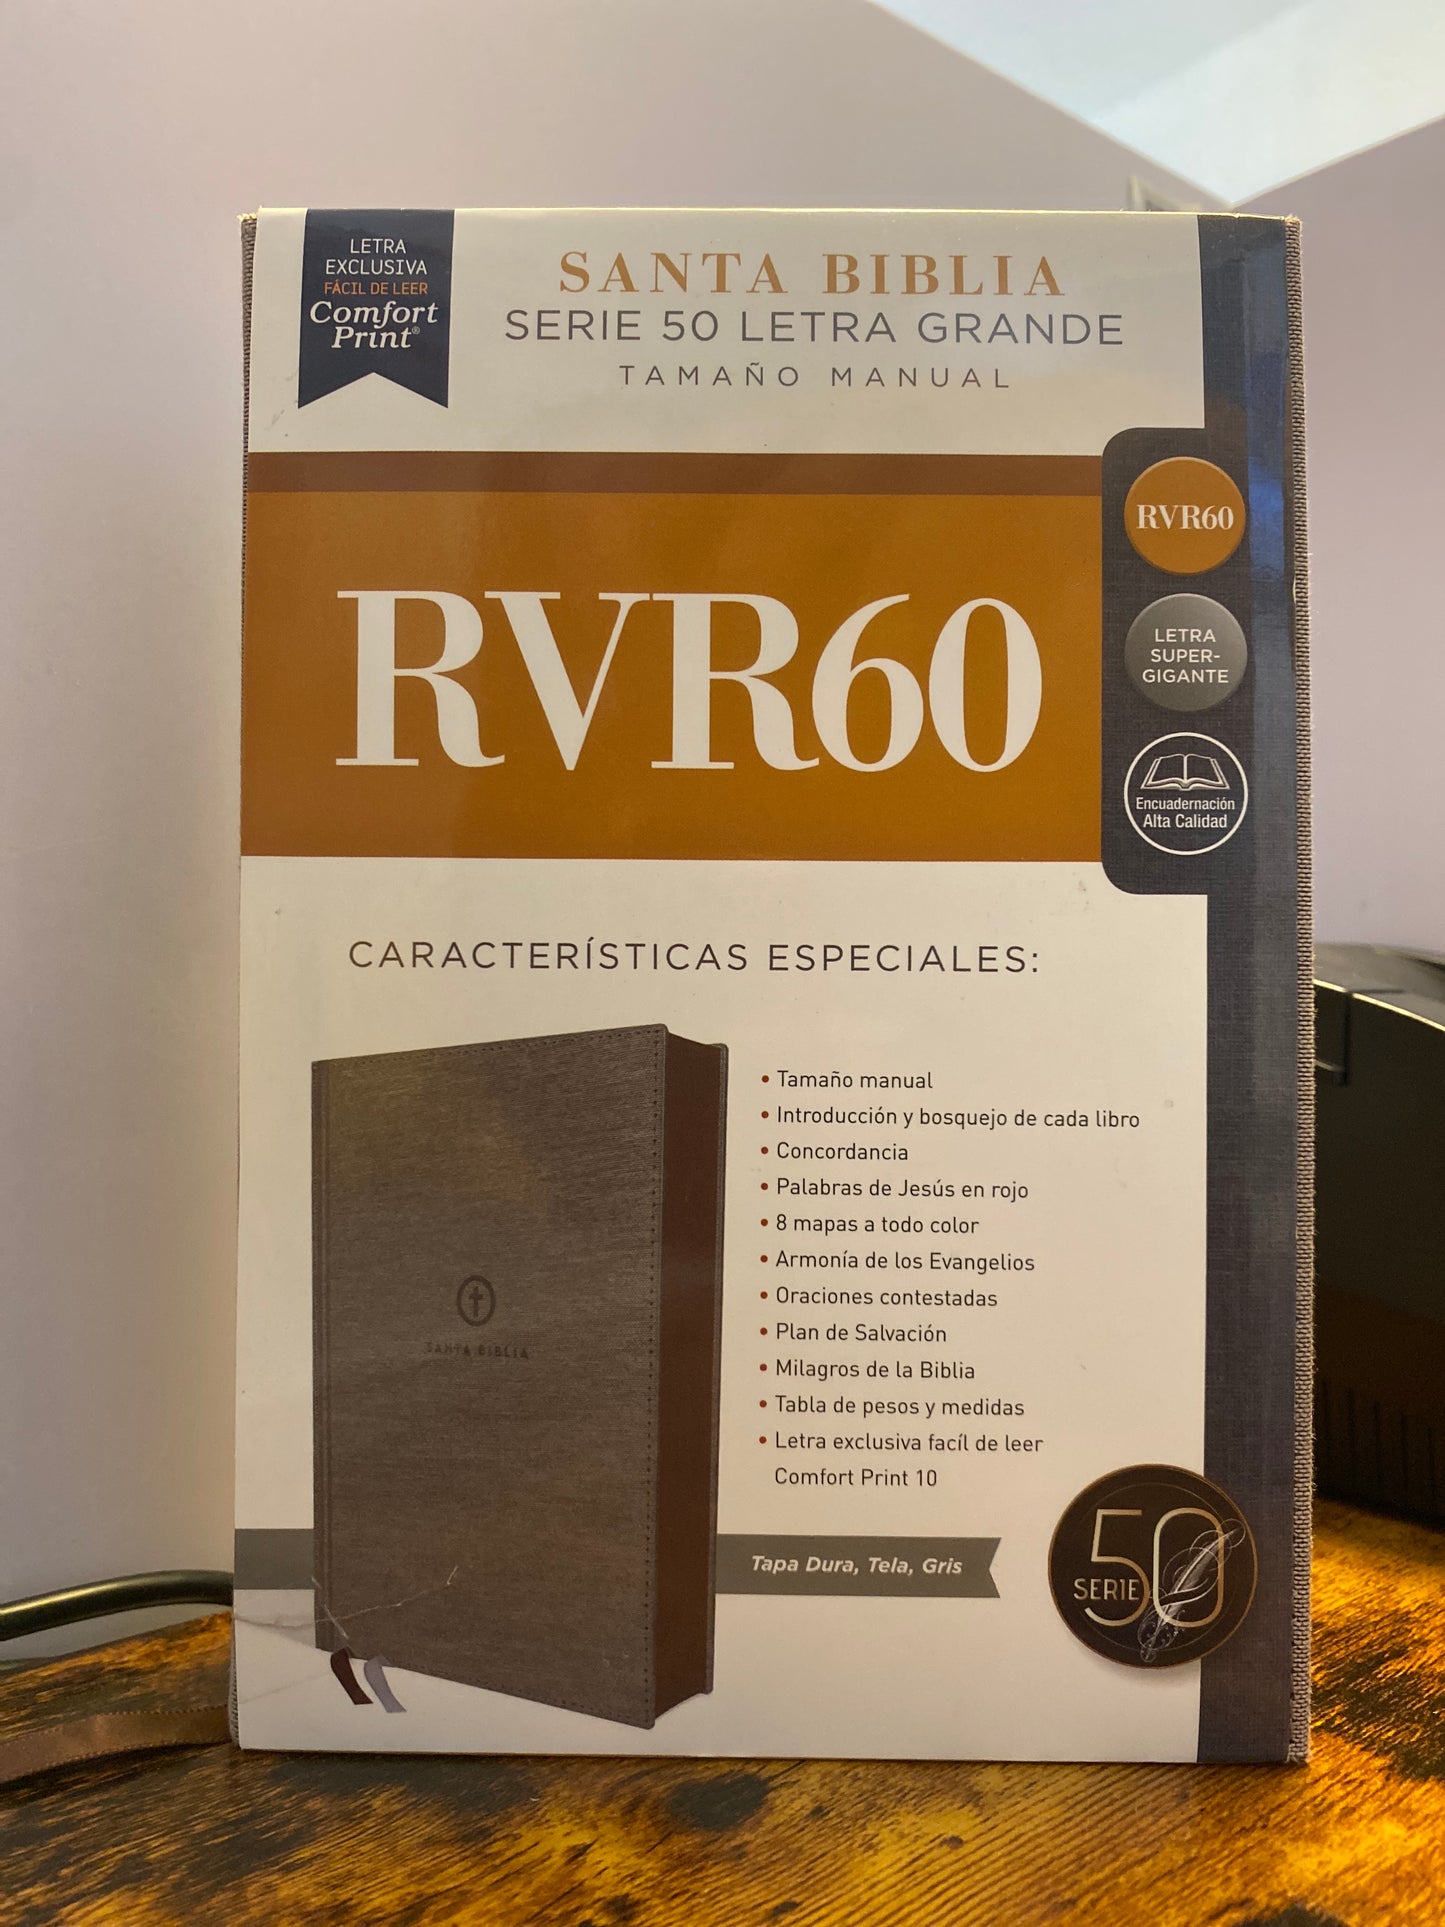 LETRA
EXCLUSIVA
FÁCIL DE LEER
Comfort
Print®
SANTA BIBLIA
SERIE 50 LETRA GRANDE
TAMAÑO MANUAL
RVR60
RVR60
LETRA
SUPER-
GIGANTE
Encuadernación
Alta Calidad
CARACTERÍSTICAS ESPECIALES:
• Tamaño manual
• Introducción y bosquejo de cada libro
• Concordancia
• Palabras de Jesús en rojo
• 8 mapas a todo color
• Armonía de los Evangelios
• Oraciones contestadas
• Plan de Salvación
• Milagros de la Biblia
• Tabla de pesos y medidas
• Letra exclusiva facíl de leer
Comfort Print 10
SANTA BIBLIA
Tapa Dura, Tela, Gris
SERIE 50